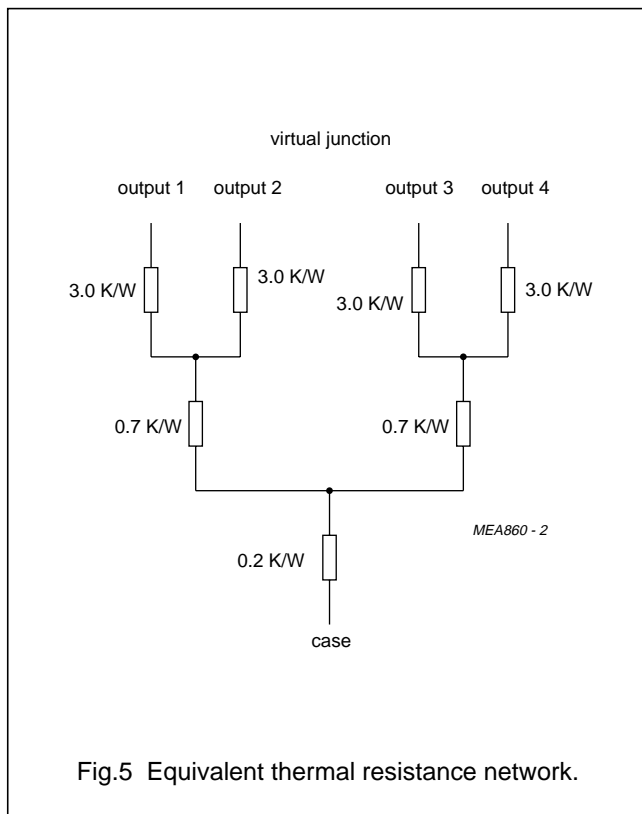 virtual junction
output 1 output 2 output 3 output 4
3.0 K/W 3.0 K/W 3.0 K/W 3.0 K/W
0.7 K/W 0.7 K/W
MEA860 - 2
0.2 K/W
case
Fig.5 Equivalent thermal resistance network.